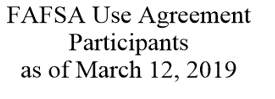 FAFSA Use Agreement
Participants
as of March 12, 2019